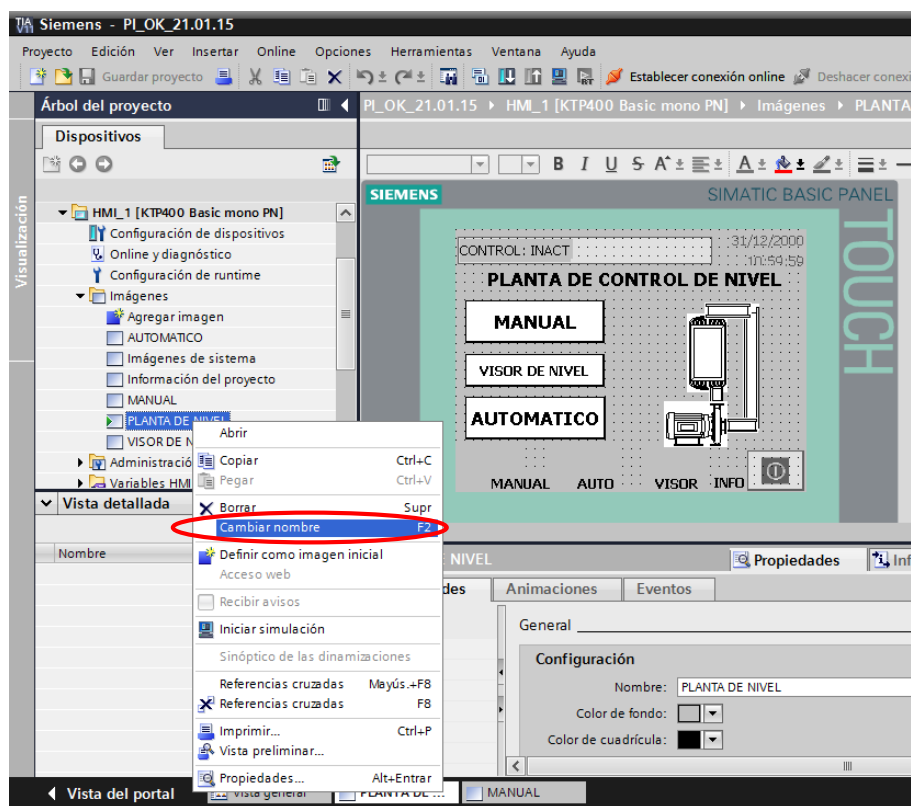 Siemens - PI_OK_21.01.15
Proyecto Edición Ver Insertar Online Opciones Herramientas Ventana Ayuda
Guardar proyecto Establecer conexión online Deshacer conexi
Árbol del proyecto
PI_OK_21.01.15 HMI_1 [KTP400 Basic mono PN] Imágenes PLANTA
Dispositivos
B I U S A A
Visualización
SIEMENS SIMATIC BASIC PANEL
TOUCH
HMI_1 [KTP400 Basic mono PN]
Configuración de dispositivos
Online y diagnóstico
Configuración de runtime
Imágenes
Agregar imagen
AUTOMATICO
Imágenes de sistema
Información del proyecto
MANUAL
PLANTA DE NIVEL
VISOR DE N
Administració
Variables HMI
CONTROL: INACT 31/12/2000
10:59:59
PLANTA DE CONTROL DE NIVEL
MANUAL
VISOR DE NIVEL
AUTOMATICO
MANUAL AUTO VISOR INFO
Vista detallada
Nombre
Abrir
Copiar Ctrl+C
Pegar Ctrl+V
Borrar Supr
Cambiar nombre F2
Definir como imagen inicial
Acceso web
Recibir avisos
Iniciar simulación
Sinóptico de las dinamizaciones
Referencias cruzadas Mayús.+F8
Referencias cruzadas F8
Imprimir... Ctrl+P
Vista preliminar...
Propiedades... Alt+Entrar
NIVEL Propiedades Inf
des Animaciones Eventos
General
Configuración
Nombre: PLANTA DE NIVEL
Color de fondo:
Color de cuadrícula:
Vista del portal Vista general PLANTA DE ... MANUAL